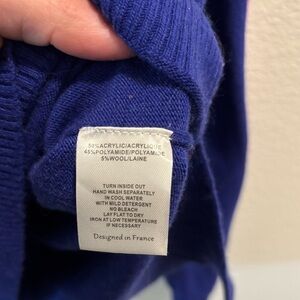 50%ACRYLIC/ACRYLIQUE
45%POLYAMIDE/POLYAMIDE
5%WOOL/LAINE
TURN INSIDE OUT
HAND WASH SEPARATELY
IN COOL WATER
WITH MILD DETERGENT
NO BLEACH
LAY FLAT TO DRY
IRON AT LOW TEMPERATURE
IF NECESSARY
Designed in France